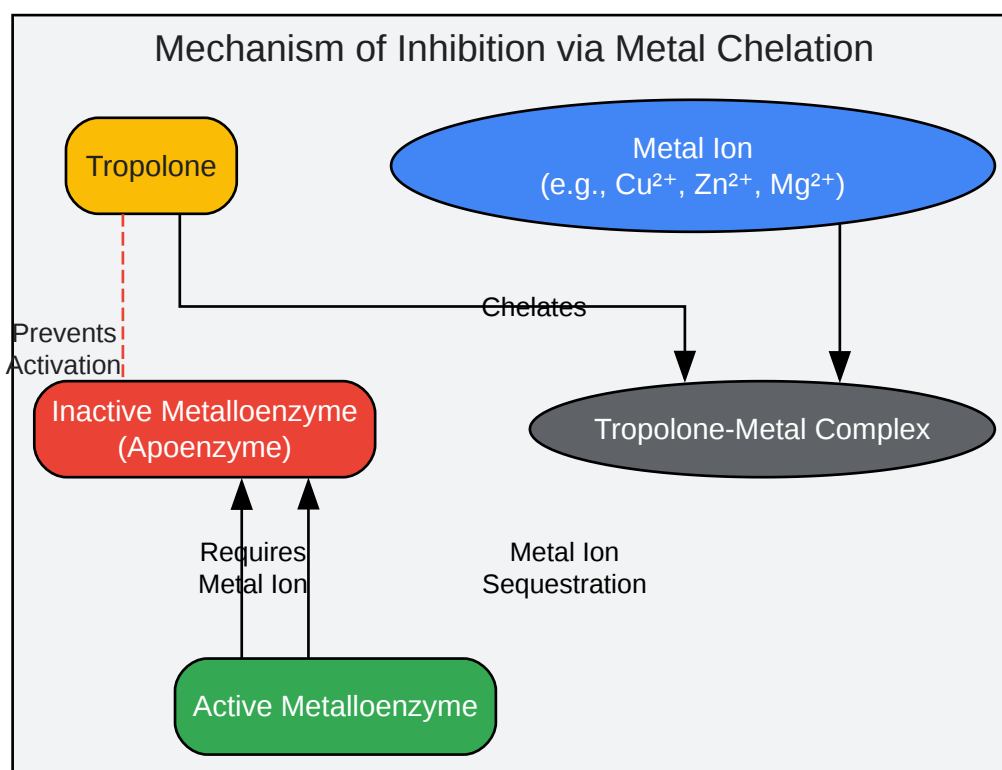 Mechanism of Inhibition via Metal Chelation
Tropolone
Metal Ion
(e.g., Cu²⁺, Zn²⁺, Mg²⁺)
Chelates
Prevents
Activation
Inactive Metalloenzyme
(Apoenzyme)
Tropolone-Metal Complex
Requires
Metal Ion
Metal Ion
Sequestration
Active Metalloenzyme